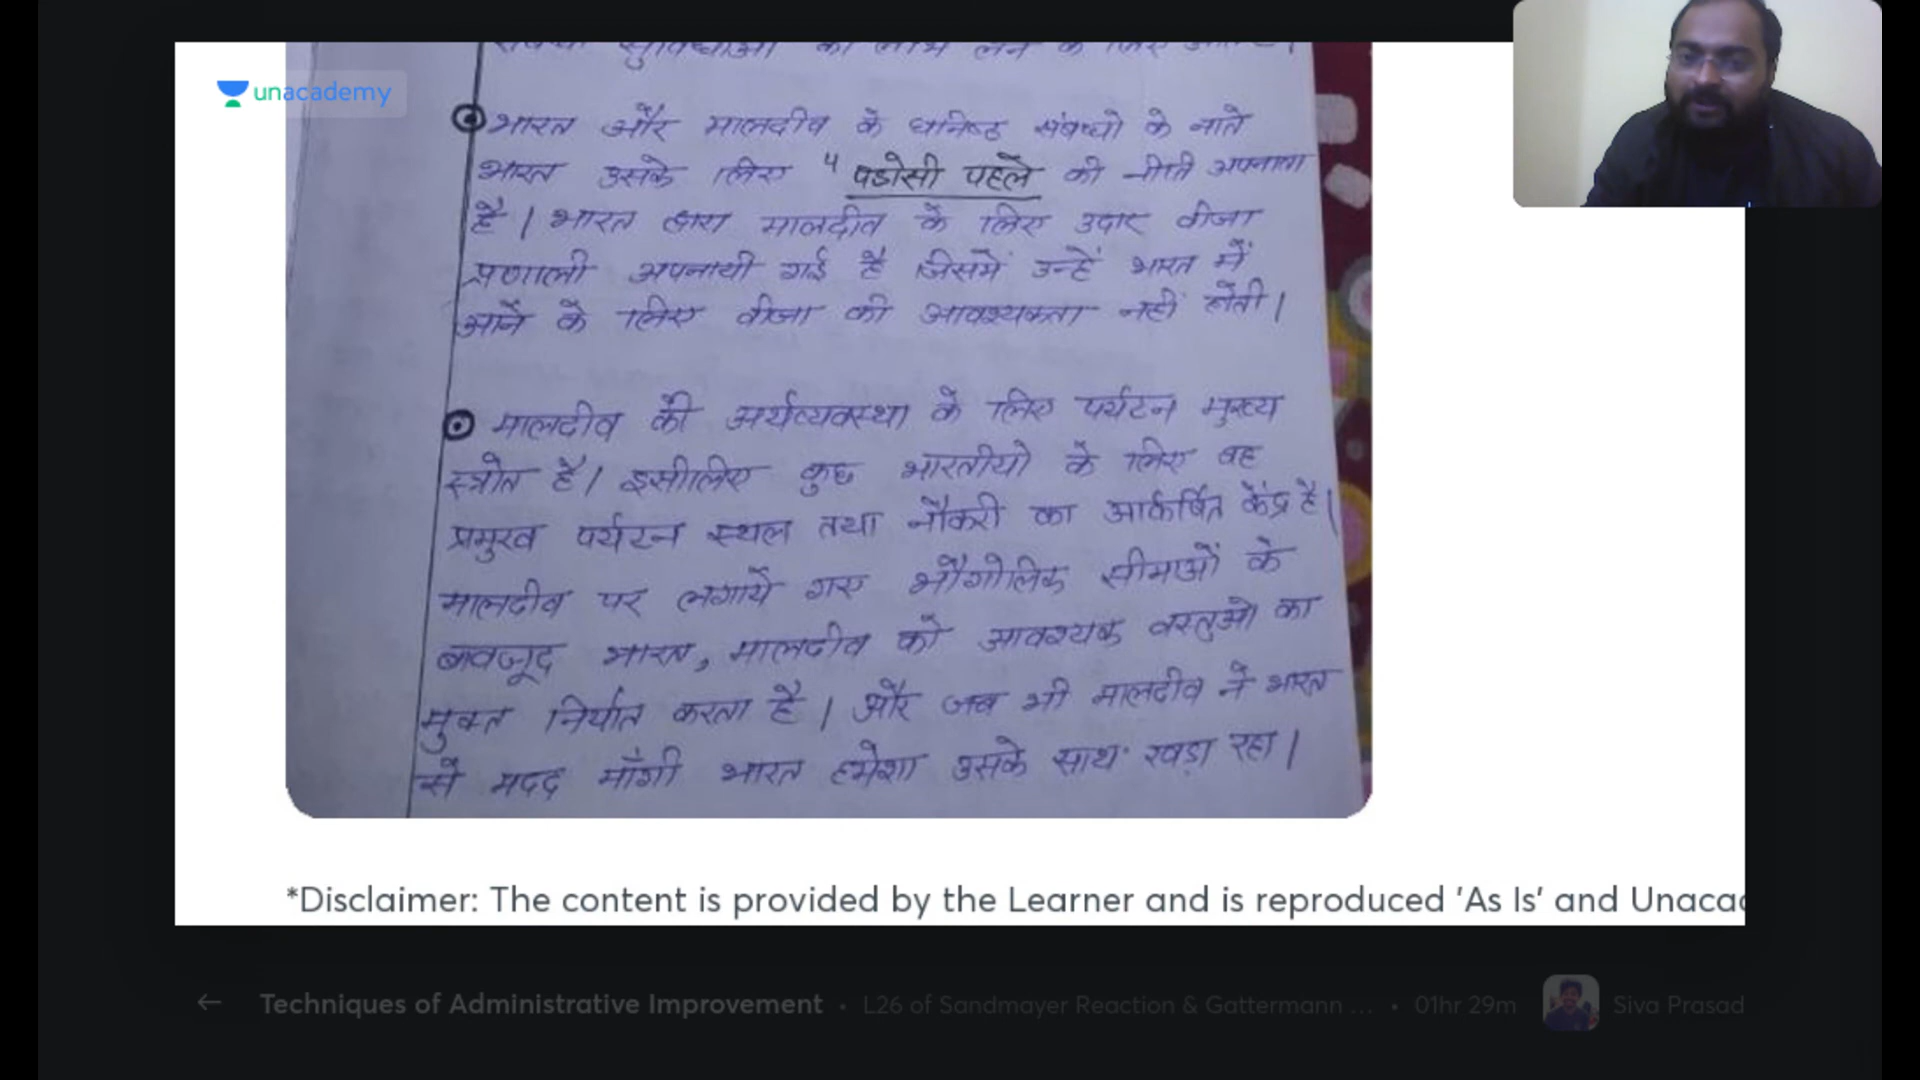 unacademy
भारत और मालदीव के घनिष्ठ संबधो के नाते
भारत उसके लिए " पडोसी पहले की नीति अपनाता
है। भारत द्वारा मालदीव के लिए उदार वीजा
प्रणाली अपनायी गई है जिसमें उन्हें भारत में
आने के लिए वीजा की आवश्यकता नहीं होती।
मालदीव की अर्थव्यवस्था के लिए पर्यटन मुख्य
स्त्रोत है। इसीलिए कुछ भारतीयो के लिए वह
प्रमुख पर्यटन स्थल तथा नौकरी का आकर्षित केंद्र है।
मालदीव पर लगाये गए भौगोलिक सीमाओं के
बावजूद भारत, मालदीव को आवश्यक वस्तुओ का
मुक्त निर्यात करता है। और जब भी मालदीव ने भारत
से मदद माँगी भारत हमेशा उसके साथ खड़ा रहा।
*Disclaimer: The content is provided by the Learner and is reproduced 'As Is' and Unacad
← Techniques of Administrative Improvement • L26 of Sandmayer Reaction & Gattermann ... • 01hr 29m Siva Prasad